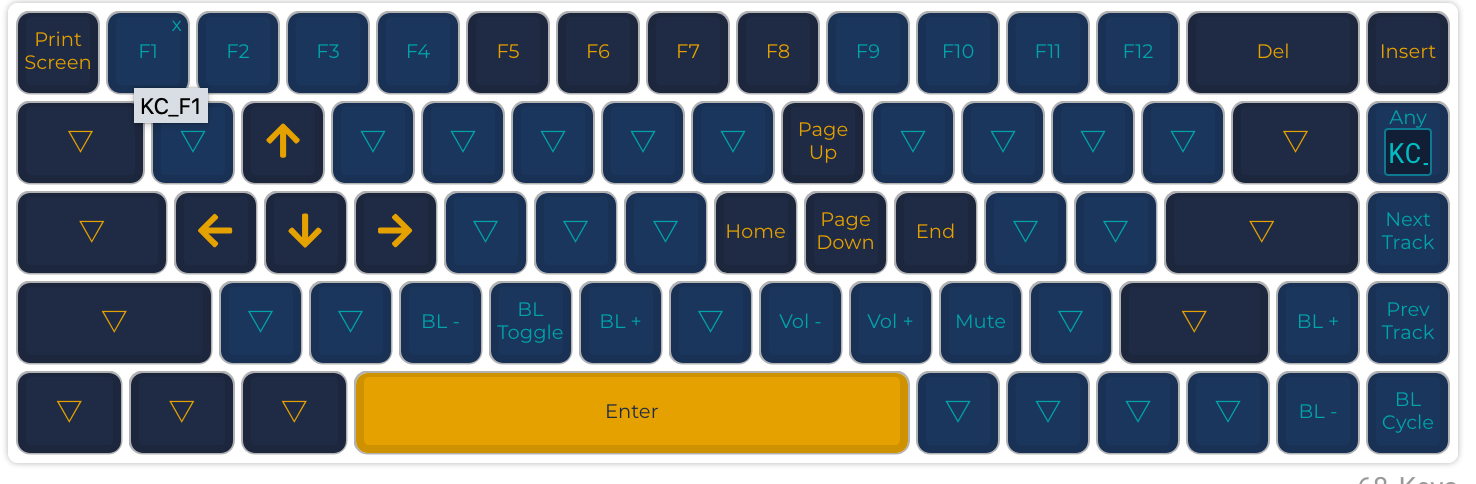 Print Screen
x
F1
F2
F3
F4
F5
F6
F7
F8
F9
F10
F11
F12
Del
Insert
KC_F1
Page Up
Any
KC_
Home
Page Down
End
Next Track
BL -
BL Toggle
BL +
Vol -
Vol +
Mute
BL +
Prev Track
Enter
BL -
BL Cycle
68 Keys